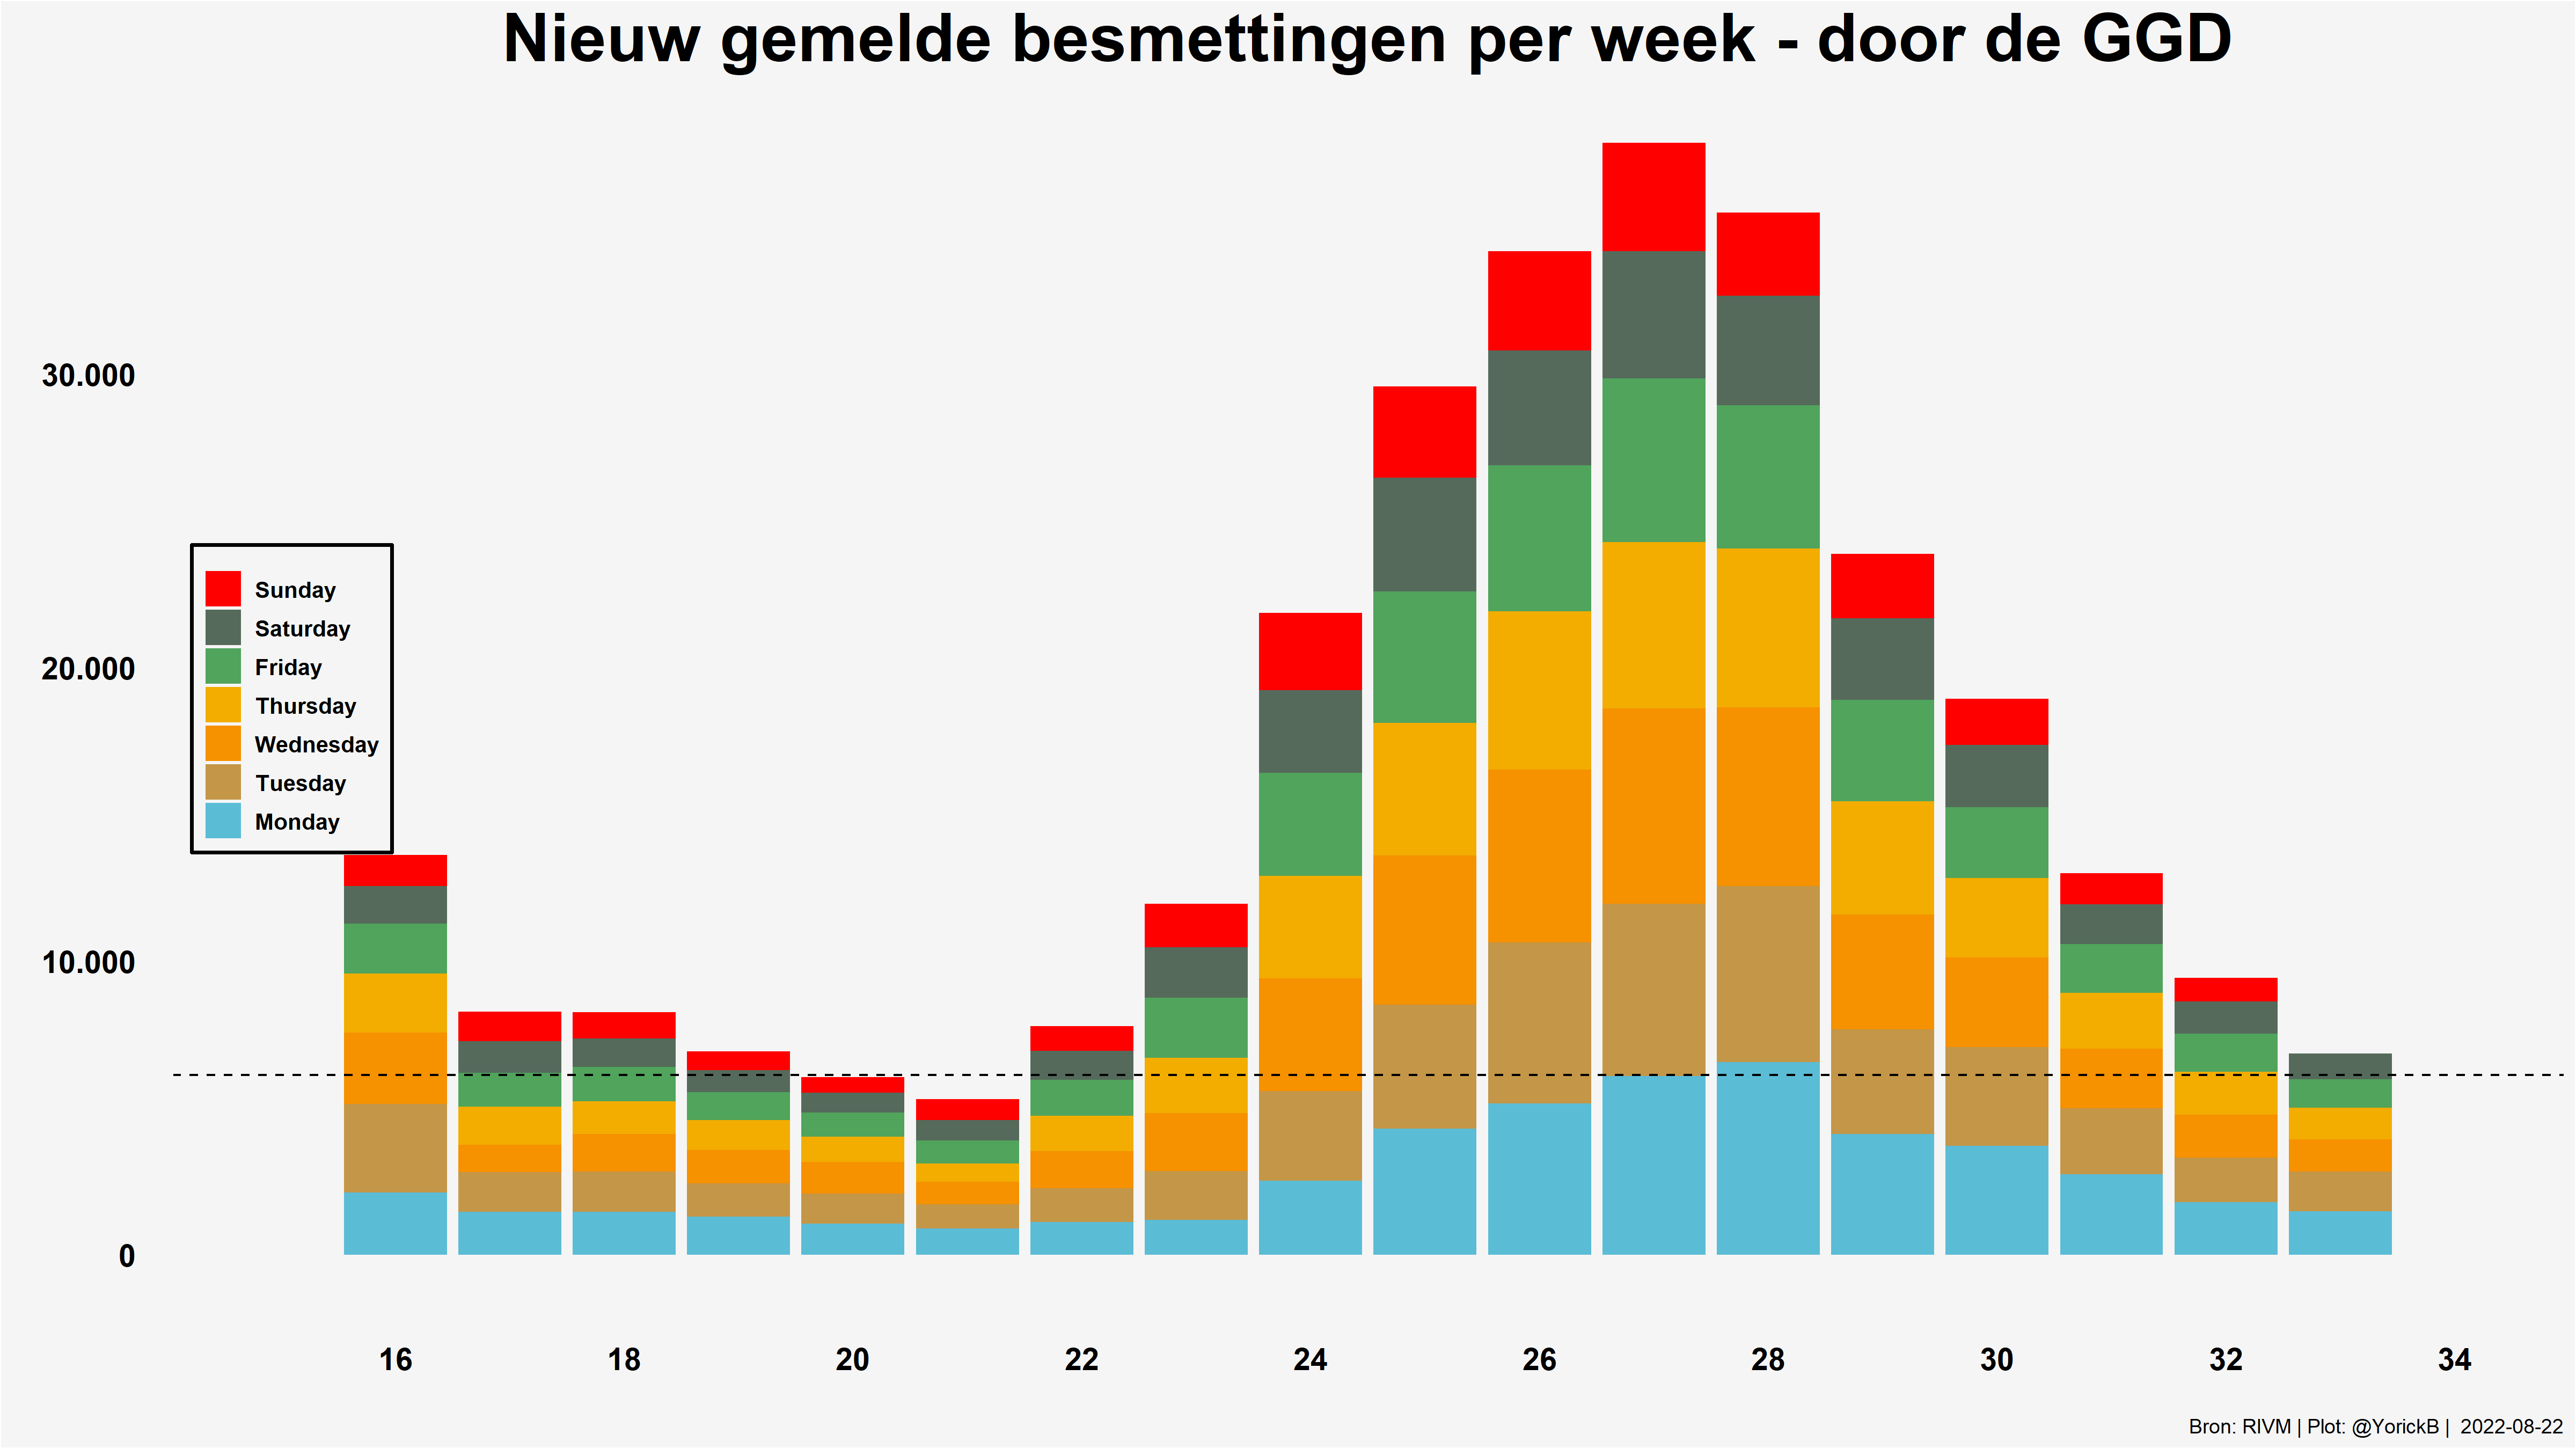 Nieuw gemelde besmettingen per week - door de GGD
30.000
20.000
10.000
0
Sunday
Saturday
Friday
Thursday
Wednesday
Tuesday
Monday
16 18 20 22 24 26 28 30 32 34
Bron: RIVM | Plot: @YorickB | 2022-08-22